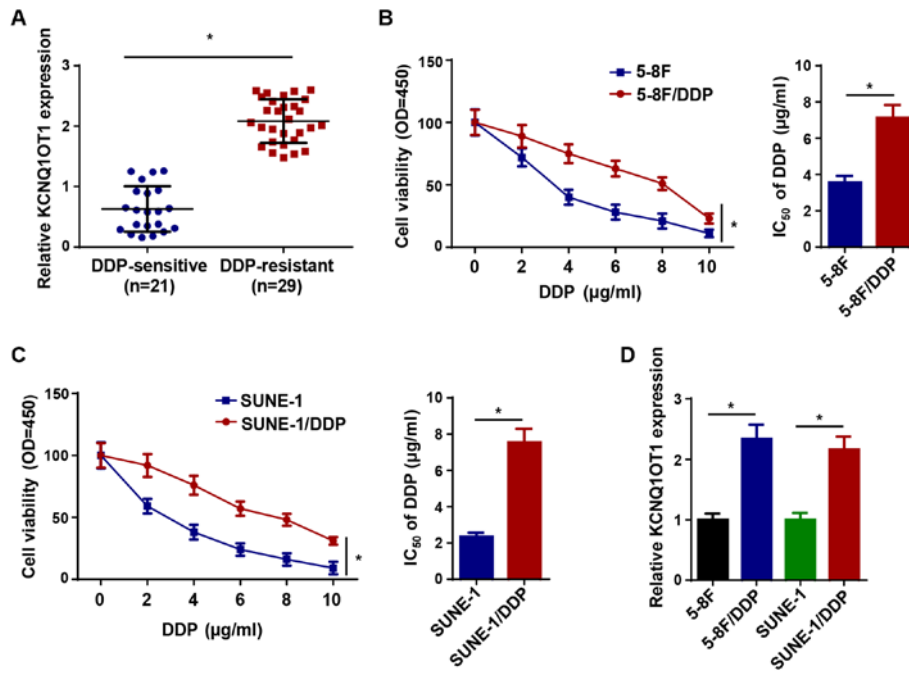 A
*
Relative KCNQ1OT1 expression
3
2
1
0
DDP-sensitive
(n=21)
DDP-resistant
(n=29)
B
5-8F
5-8F/DDP
Cell viability (OD=450)
150
100
50
0
0 2 4 6 8 10
DDP (µg/ml)
*
IC50 of DDP (µg/ml)
10
8
6
4
2
0
*
5-8F
5-8F/DDP
C
SUNE-1
SUNE-1/DDP
Cell viability (OD=450)
150
100
50
0
0 2 4 6 8 10
DDP (µg/ml)
*
IC50 of DDP (µg/ml)
10
8
6
4
2
0
*
SUNE-1
SUNE-1/DDP
D
Relative KCNQ1OT1 expression
3
2
1
0
*
*
5-8F
5-8F/DDP
SUNE-1
SUNE-1/DDP